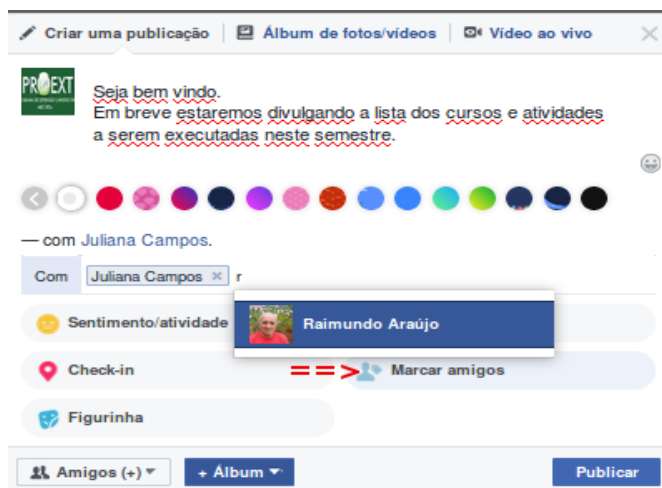 Criar uma publicação Álbum de fotos/vídeos Vídeo ao vivo
PROEXT
Seja bem vindo.
Em breve estaremos divulgando a lista dos cursos e atividades
a serem executadas neste semestre.
— com Juliana Campos.
Com Juliana Campos × r
Raimundo Araújo
Sentimento/atividade
Check-in ==> Marcar amigos
Figurinha
Amigos (+) + Álbum Publicar